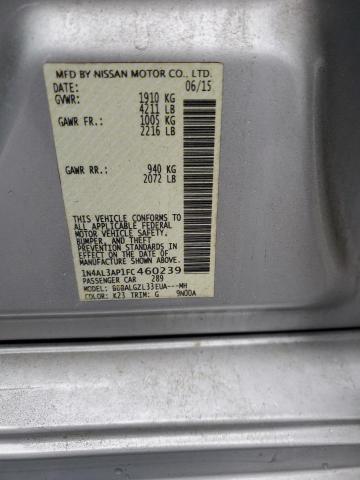 MFD BY NISSAN MOTOR CO., LTD.
DATE: 06/15
GVWR: 1910 KG
4211 LB
GAWR FR: 1005 KG
2216 LB
GAWR RR: 940 KG
2072 LB
THIS VEHICLE CONFORMS TO
ALL APPLICABLE FEDERAL
MOTOR VEHICLE SAFETY,
BUMPER, AND THEFT
PREVENTION STANDARDS IN
EFFECT ON THE DATE OF
MANUFACTURE SHOWN ABOVE.
1N4AL3AP1FC460239
PASSENGER CAR 289
MODEL: BDBALGZL33EUA---MH
COLOR: K23 TRIM: G 9N00A